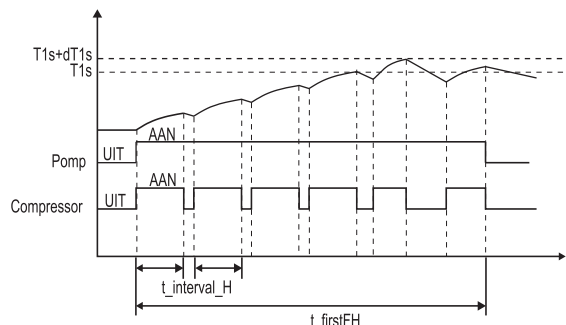 T1s+dT1s
T1s
AAN
Pomp
UIT
AAN
Compressor
UIT
t_interval_H
t_firstFH